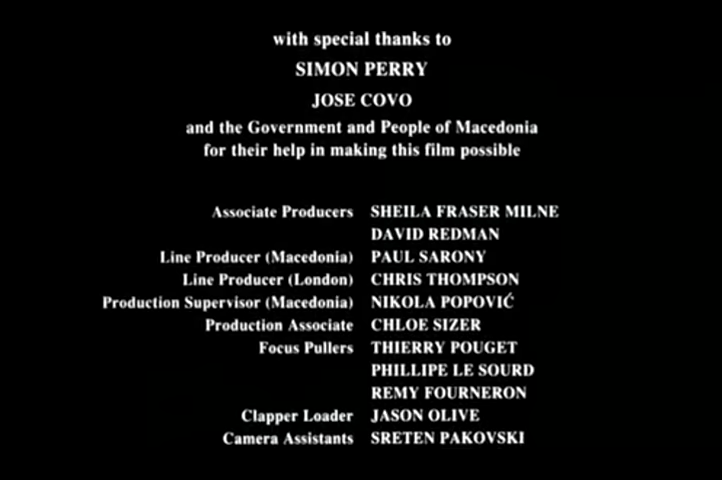 with special thanks to
SIMON PERRY
JOSE COVO
and the Government and People of Macedonia
for their help in making this film possible
Associate Producers SHEILA FRASER MILNE
DAVID REDMAN
Line Producer (Macedonia) PAUL SARONY
Line Producer (London) CHRIS THOMPSON
Production Supervisor (Macedonia) NIKOLA POPOVIĆ
Production Associate CHLOE SIZER
Focus Pullers THIERRY POUGET
PHILLIPE LE SOURD
REMY FOURNERON
Clapper Loader JASON OLIVE
Camera Assistants SRETEN PAKOVSKI